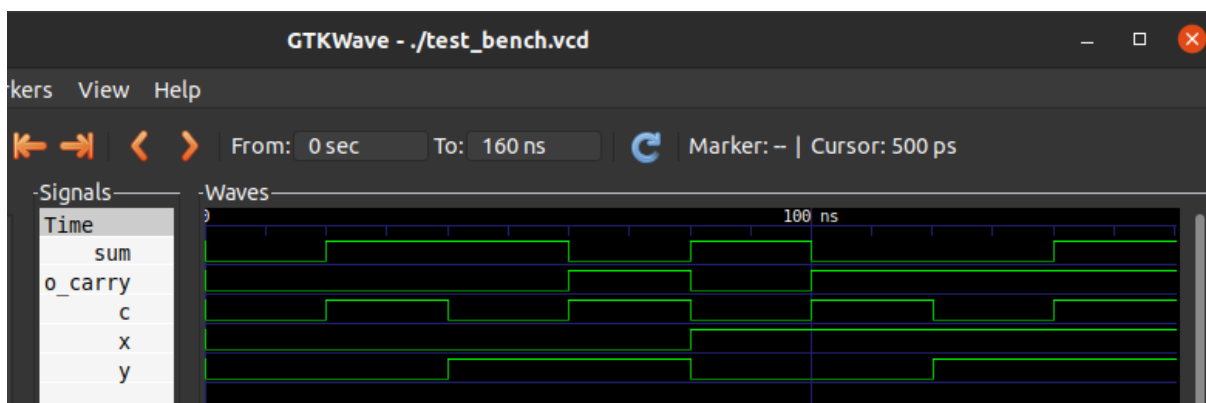 GTKWave - ./test_bench.vcd
rkers View Help
From: 0 sec To: 160 ns Marker: -- | Cursor: 500 ps
Signals Waves
Time 0 100 ns
sum
o_carry
c
x
y